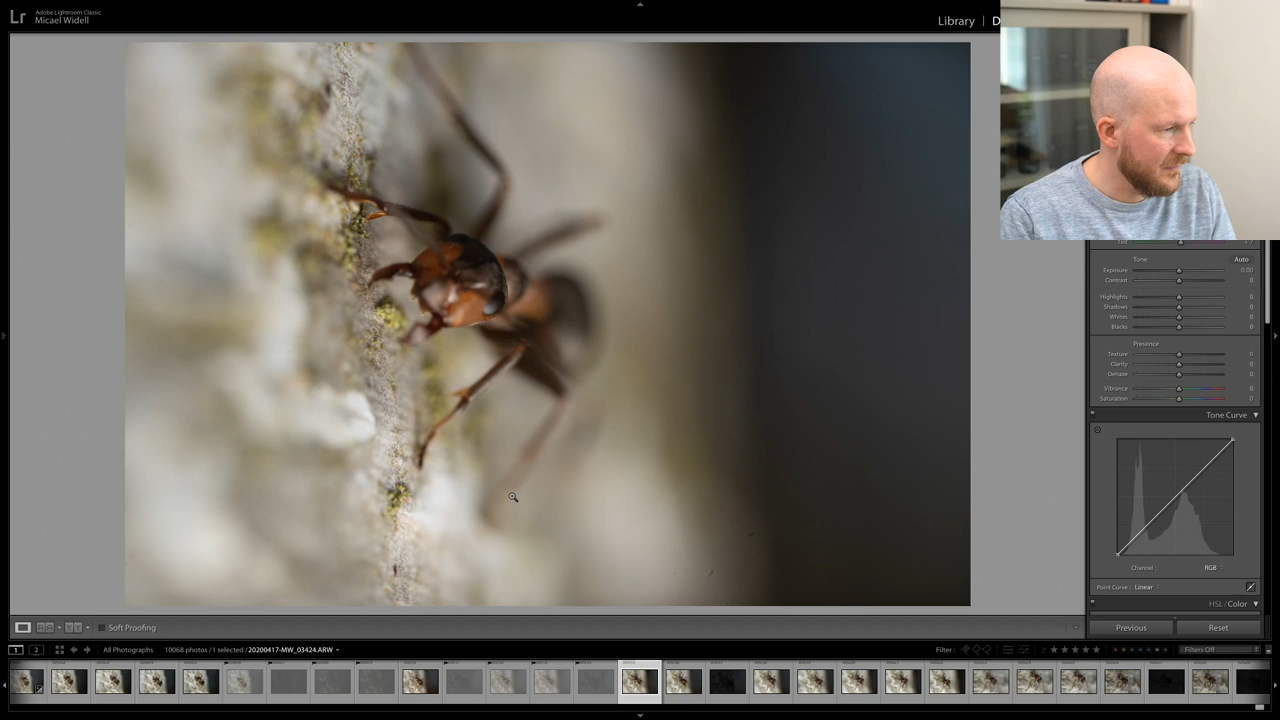 Lr Adobe Lightroom Classic
Micael Widell
Library | D
Tone Auto
Exposure 0.00
Contrast 0
Highlights 0
Shadows 0
Whites 0
Blacks 0
Presence
Texture 0
Clarity 0
Dehaze 0
Vibrance 0
Saturation 0
Tone Curve
Channel : RGB
Point Curve : Linear
HSL / Color
Previous Reset
Soft Proofing
1 2 All Photographs 10068 photos / 1 selected / 20200417-MW_03424.ARW Filter : Filters Off